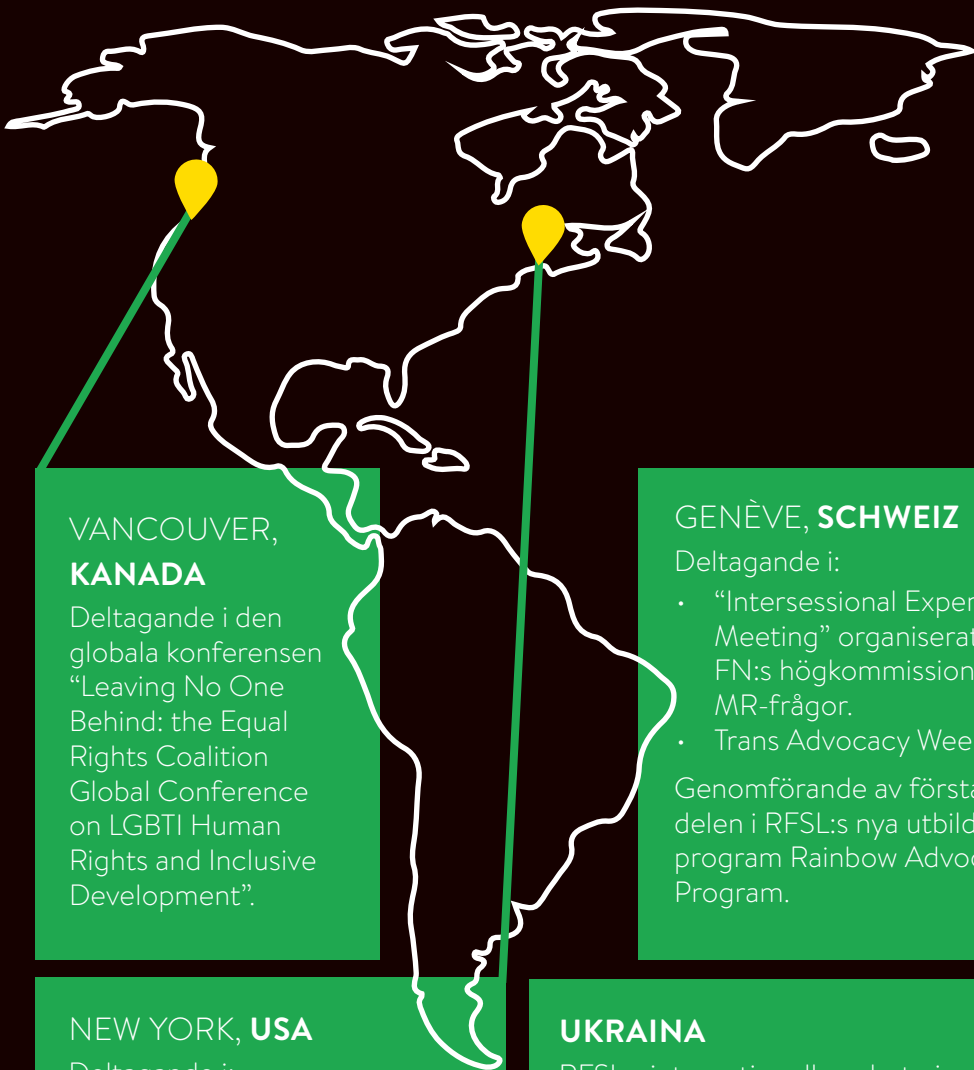 VANCOUVER,
KANADA
Deltagande i den
globala konferensen
“Leaving No One
Behind: the Equal
Rights Coalition
Global Conference
on LGBTI Human
Rights and Inclusive
Development”.
GENÈVE, SCHWEIZ
Deltagande i:
• “Intersessional Exper
Meeting” organiserat
FN:s högkommission
MR-frågor.
• Trans Advocacy Wee
Genomförande av första
delen i RFSL:s nya utbild
program Rainbow Advoc
Program.
NEW YORK, USA
UKRAINA